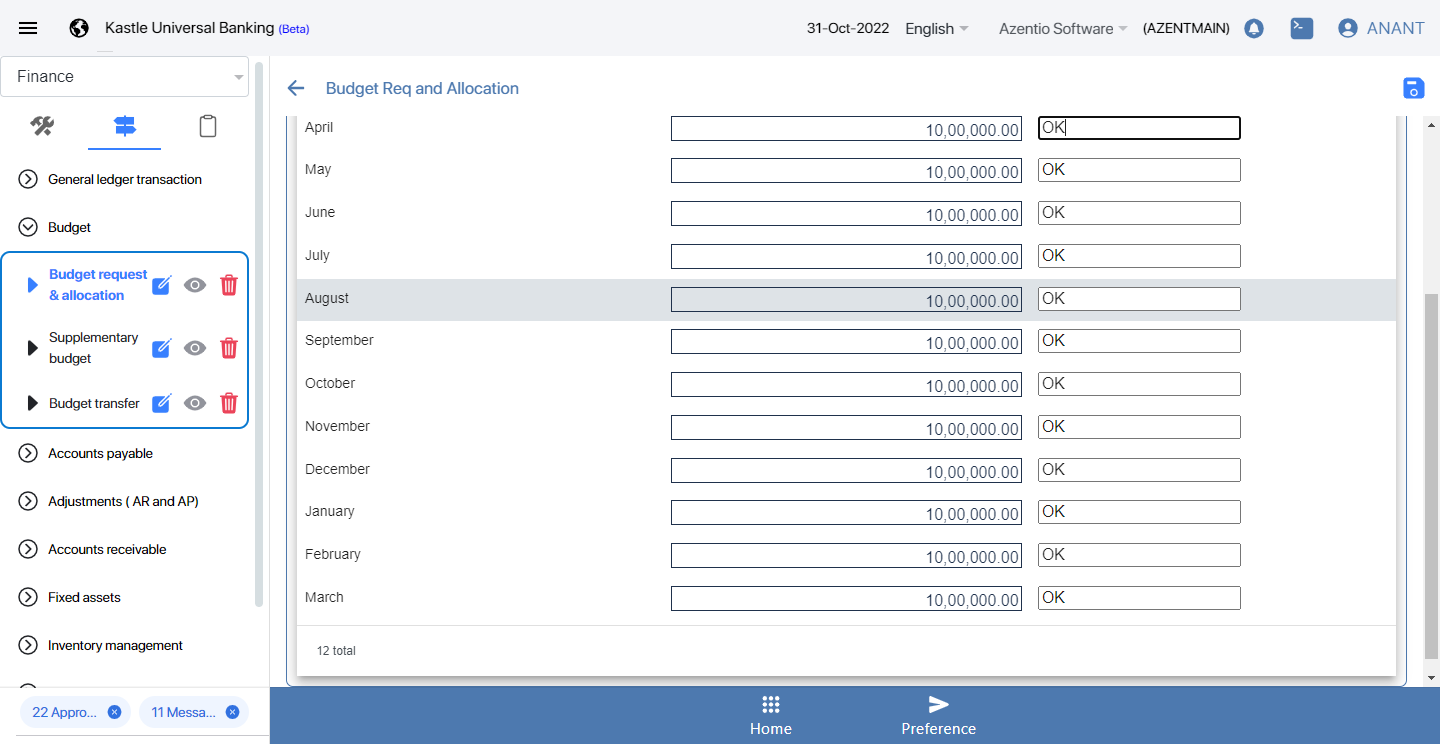 Kastle Universal Banking (Beta)
31-Oct-2022 English Azentio Software (AZENTMAIN) ANANT
Finance
Budget Req and Allocation
General ledger transaction
Budget
Budget request
& allocation
Supplementary
budget
Budget transfer
Accounts payable
Adjustments ( AR and AP)
Accounts receivable
Fixed assets
Inventory management
22 Appro...
11 Messa...
April 10,00,000.00 OK
May 10,00,000.00 OK
June 10,00,000.00 OK
July 10,00,000.00 OK
August 10,00,000.00 OK
September 10,00,000.00 OK
October 10,00,000.00 OK
November 10,00,000.00 OK
December 10,00,000.00 OK
January 10,00,000.00 OK
February 10,00,000.00 OK
March 10,00,000.00 OK
12 total
Home
Preference